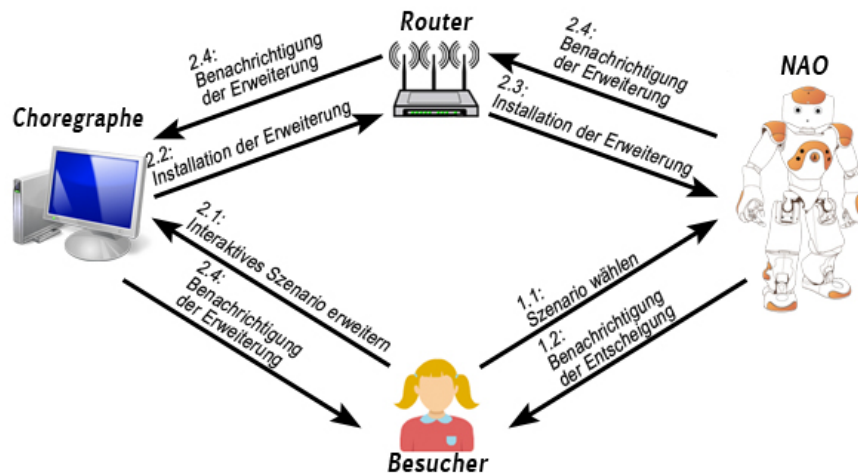 Router
NAO
Choregraphe
2.4:
Benachrichtigung
der Erweiterung
2.2:
Installation der Erweiterung
2.4:
Benachrichtigung
der Erweiterung
2.3:
Installation der Erweiterung
2.1:
Interaktives Szenario erweitern
2.4:
Benachrichtigung
der Erweiterung
1.1:
Szenario wählen
1.2:
Benachrichtigung
der Entscheigung
Besucher